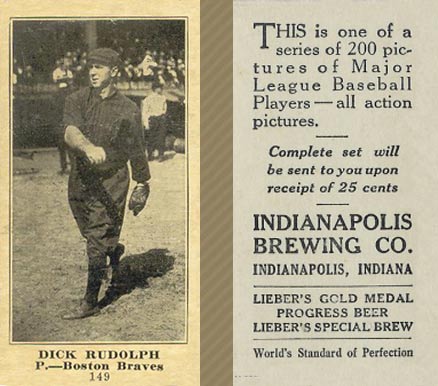 DICK RUDOLPH
P.—Boston Braves
149
THIS is one of a
series of 200 pic-
tures of Major
League Baseball
Players—all action
pictures.
Complete set will
be sent to you upon
receipt of 25 cents
INDIANAPOLIS
BREWING CO.
INDIANAPOLIS, INDIANA
LIEBER'S GOLD MEDAL
PROGRESS BEER
LIEBER'S SPECIAL BREW
World's Standard of Perfection